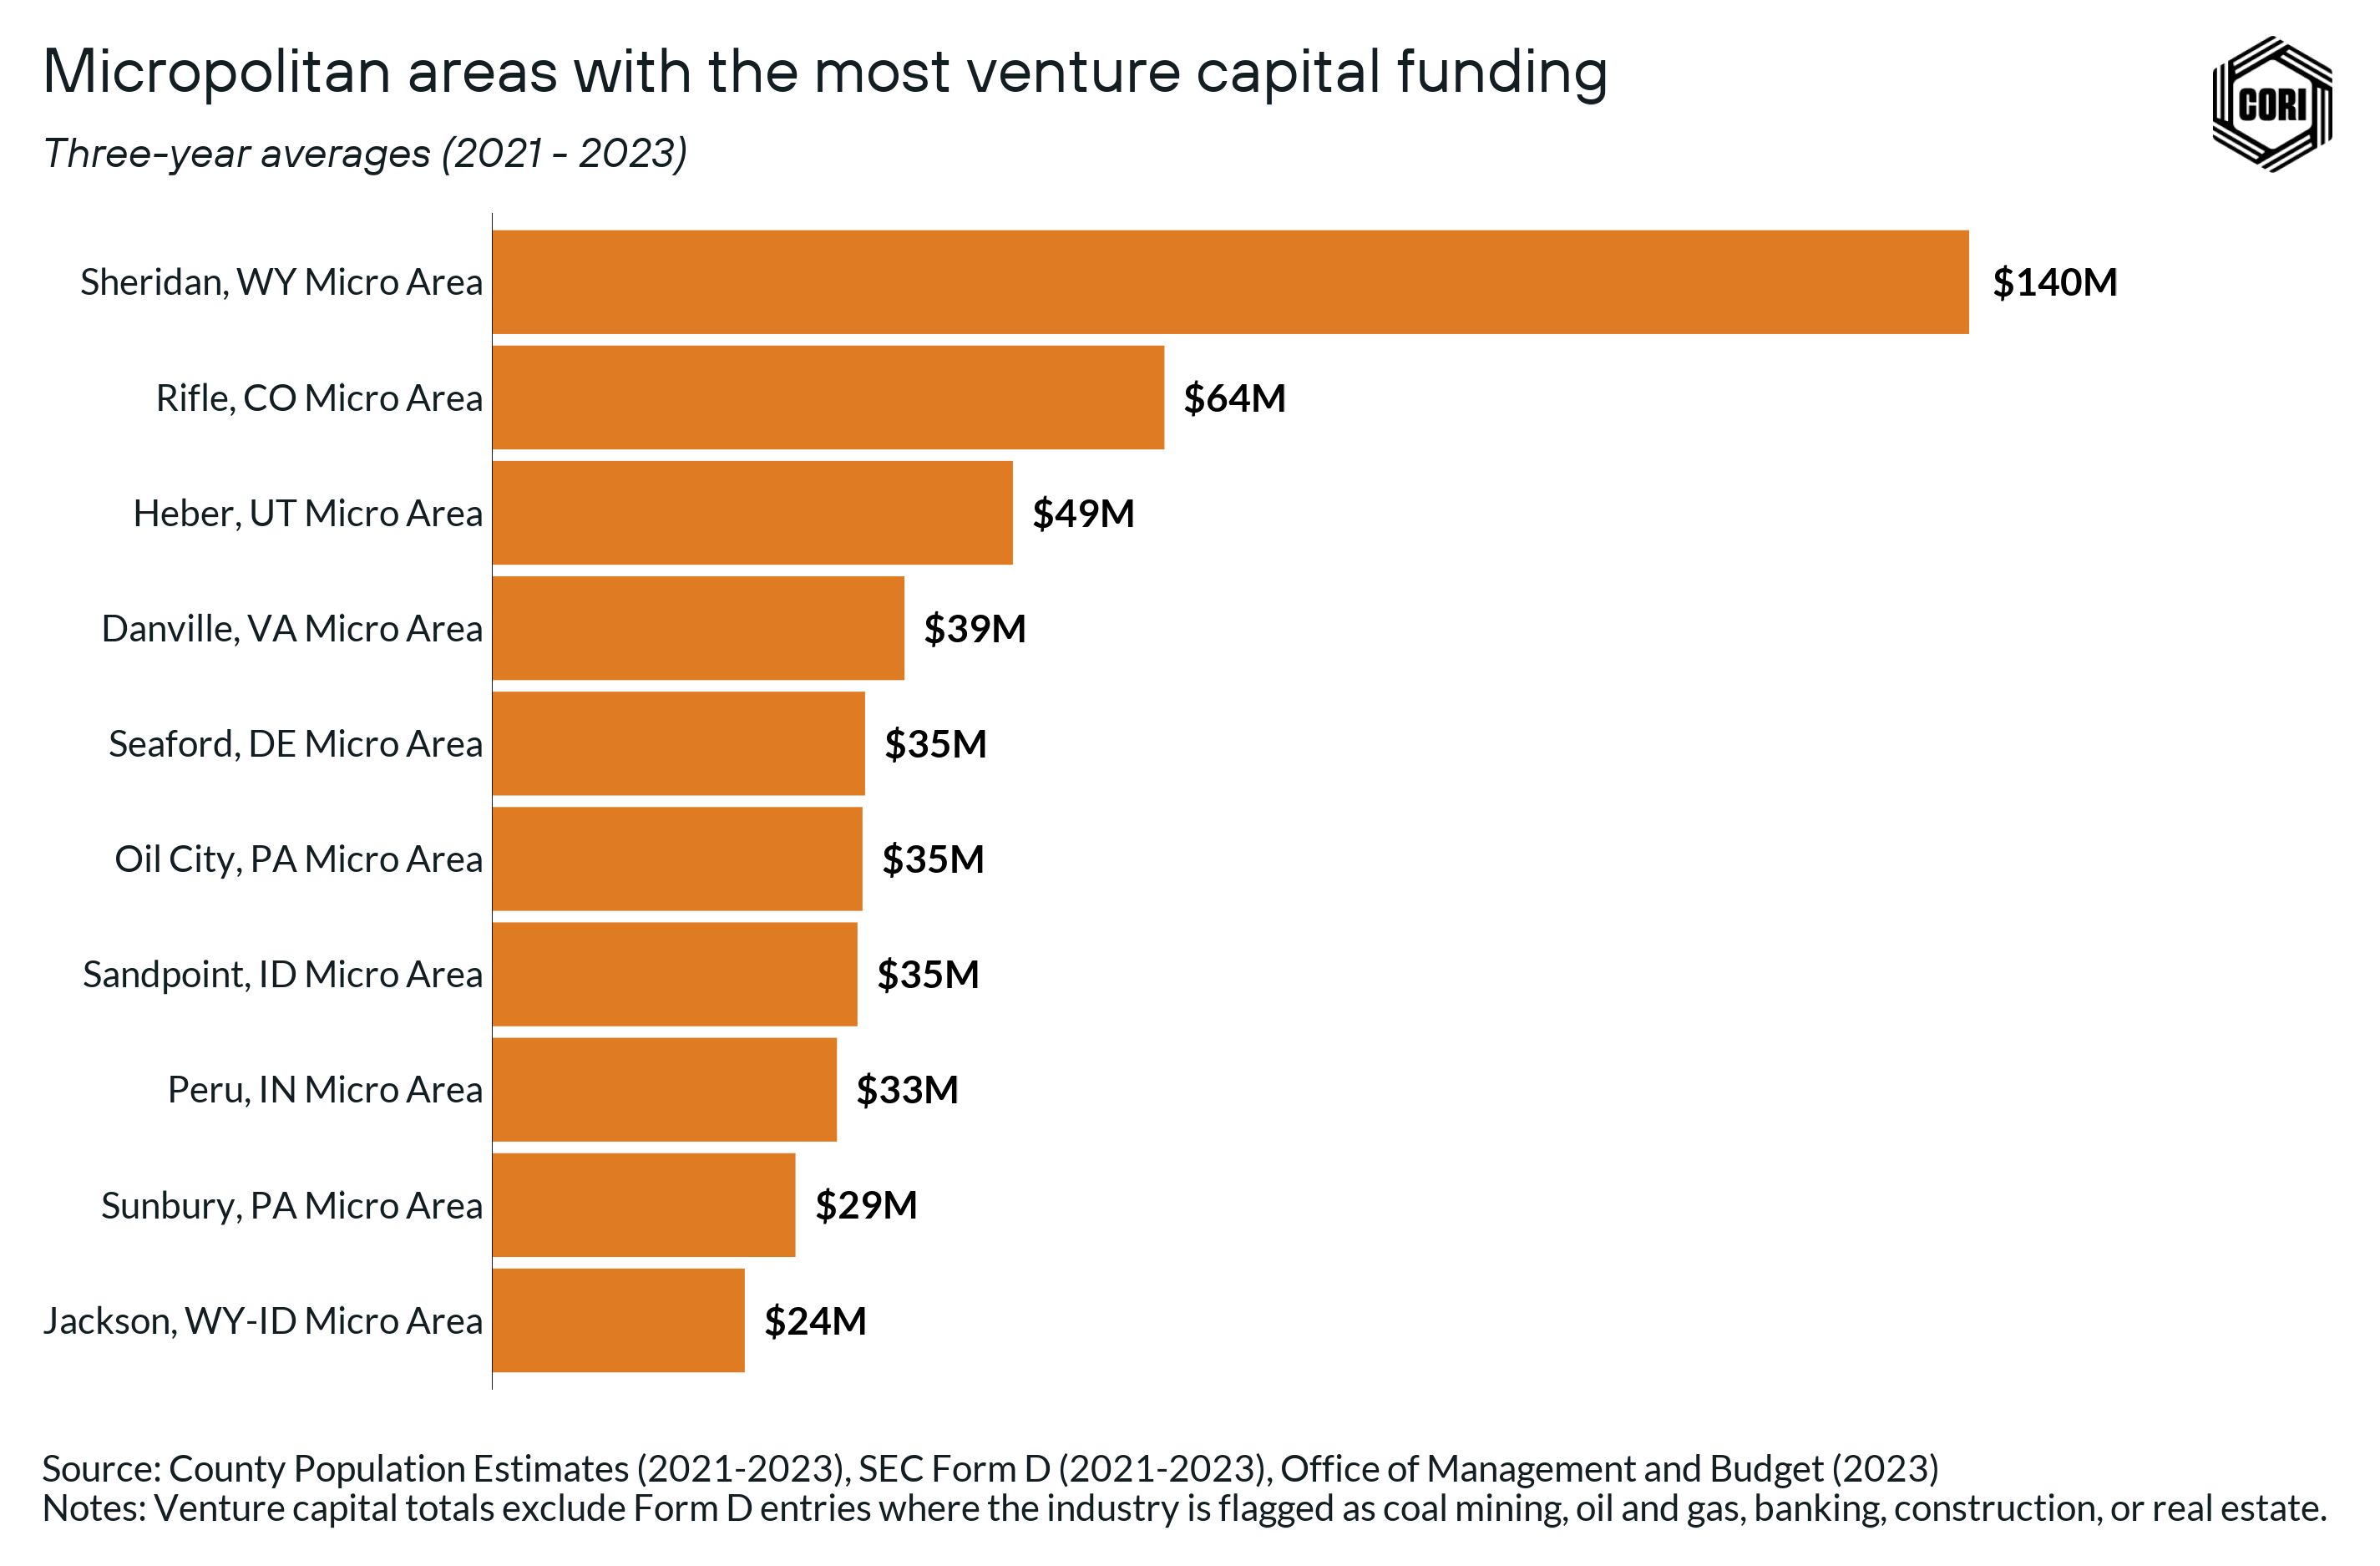 Micropolitan areas with the most venture capital funding
CORI
Three-year averages (2021 - 2023)
Sheridan, WY Micro Area $140M
Rifle, CO Micro Area $64M
Heber, UT Micro Area $49M
Danville, VA Micro Area $39M
Seaford, DE Micro Area $35M
Oil City, PA Micro Area $35M
Sandpoint, ID Micro Area $35M
Peru, IN Micro Area $33M
Sunbury, PA Micro Area $29M
Jackson, WY-ID Micro Area $24M
Source: County Population Estimates (2021-2023), SEC Form D (2021-2023), Office of Management and Budget (2023)
Notes: Venture capital totals exclude Form D entries where the industry is flagged as coal mining, oil and gas, banking, construction, or real estate.